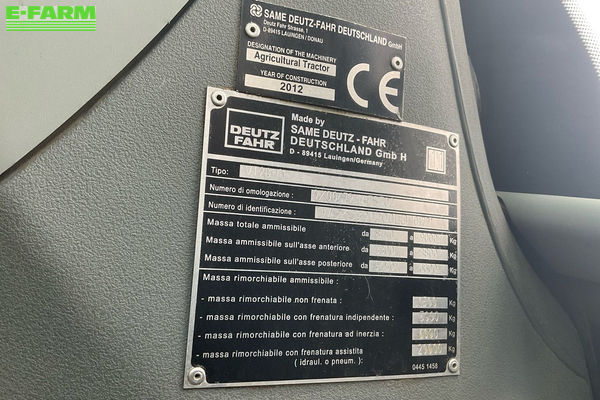 E-FARM
SAME DEUTZ-FAHR DEUTSCHLAND GmbH
Deutz Fahr Strasse, 1
D-89415 LAUINGEN / DONAU
DESIGNATION OF THE MACHINERY
Agricultural Tractor
YEAR OF CONSTRUCTION
2012
CE
DEUTZ
FAHR
Made by
SAME DEUTZ - FAHR
DEUTSCHLAND Gmb H
D - 89415 Lauingen/Germany
Tipo:
Numero di omologazione :
Numero di identificazione :
Massa totale ammissibile da a Kg
Massa ammissibile sull'asse anteriore da a Kg
Massa ammissibile sull'asse posteriore da a Kg
Massa rimorchiabile ammissibile :
- massa rimorchiabile non frenata : Kg
- massa rimorchiabile con frenatura indipendente : Kg
- massa rimorchiabile con frenatura ad inerzia : Kg
- massa rimorchiabile con frenatura assistita Kg
( idraul. o pneum. ) :
0445 1458